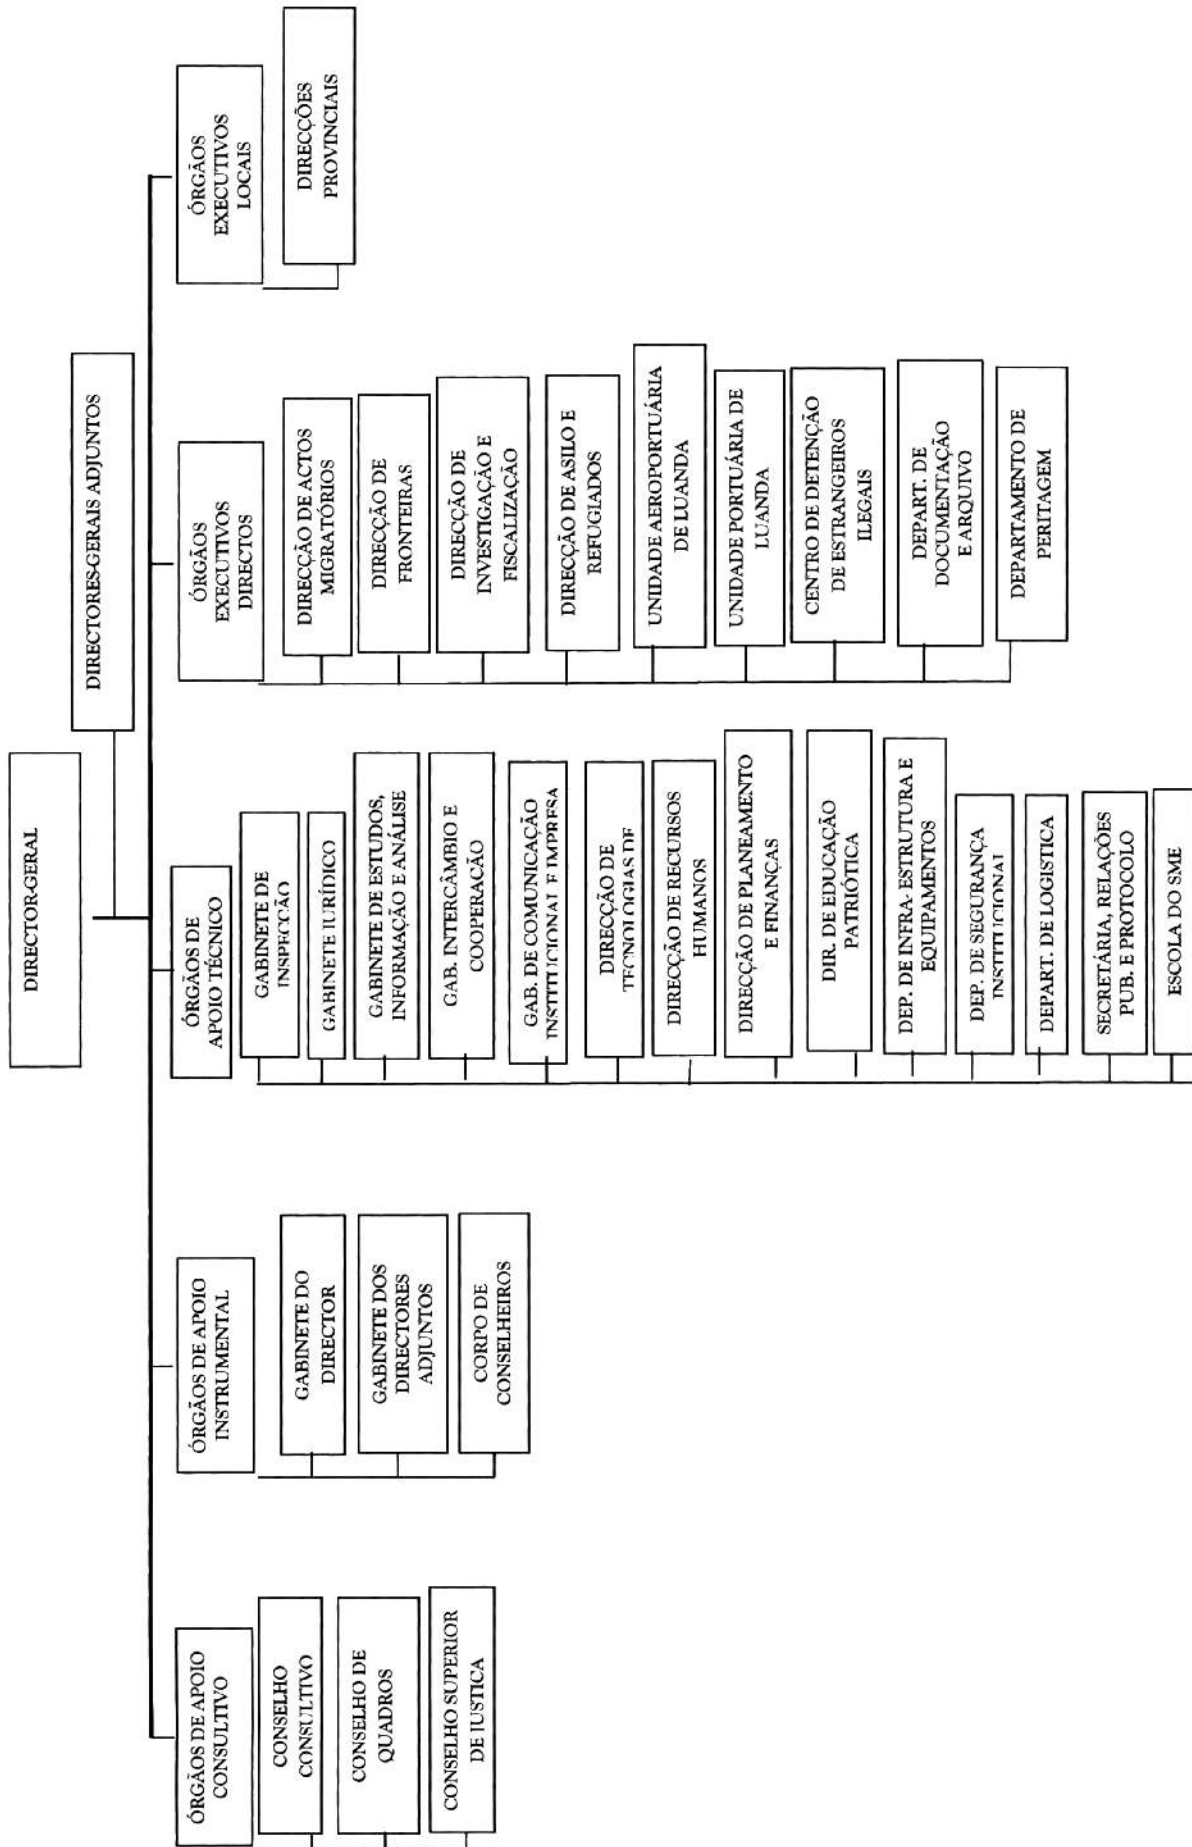 DIRECTOR-GERAL
DIRECTORES-GERAIS ADJUNTOS
ÓRGÃOS DE APOIO
CONSULTIVO
CONSELHO
CONSULTIVO
CONSELHO DE
QUADROS
CONSELHO SUPERIOR
DE JUSTICA
ÓRGÃOS DE APOIO
INSTRUMENTAL
GABINETE DO
DIRECTOR
GABINETE DOS
DIRECTORES
ADJUNTOS
CORPO DE
CONSELHEIROS
ÓRGÃOS DE
APOIO TÉCNICO
GABINETE DE
INSPECÇÃO
GABINETE JURÍDICO
GABINETE DE ESTUDOS,
INFORMAÇÃO E ANÁLISE
GAB. INTERCÂMBIO E
COOPERAÇÃO
GAB. DE COMUNICAÇÃO
INSTITUCIONAL E IMPRESA
DIRECÇÃO DE
TECNOLOGIAS DE
DIRECÇÃO DE RECURSOS
HUMANOS
DIRECÇÃO DE PLANEAMENTO
E FINANÇAS
DIR. DE EDUCAÇÃO
PATRIÓTICA
DEP. DE INFRA- ESTRUTURA E
EQUIPAMENTOS
DEP. DE SEGURANÇA
INSTITUCIONAL
DEPART. DE LOGISTICA
SECRETÁRIA, RELAÇÕES
PUB. E PROTOCOLO
ESCOLA DO SME
ÓRGÃOS
EXECUTIVOS
DIRECTOS
DIRECÇÃO DE ACTOS
MIGRATÓRIOS
DIRECÇÃO DE
FRONTEIRAS
DIRECÇÃO DE
INVESTIGAÇÃO E
FISCALIZAÇÃO
DIRECÇÃO DE ASILO E
REFUGIADOS
UNIDADE AEROPORTUÁRIA
DE LUANDA
UNIDADE PORTUÁRIA DE
LUANDA
CENTRO DE DETENÇÃO
DE ESTRANGEIROS
ILEGAIS
DEPART. DE
DOCUMENTAÇÃO
E ARQUIVO
DEPARTAMENTO DE
PERITAGEM
ÓRGÃOS
EXECUTIVOS
LOCAIS
DIRECÇÕES
PROVINCIAIS